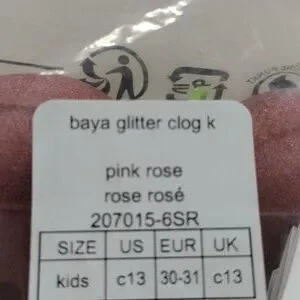 baya glitter clog k
pink rose
rose rosé
207015-6SR
SIZE US EUR UK
kids c13 30-31 c13